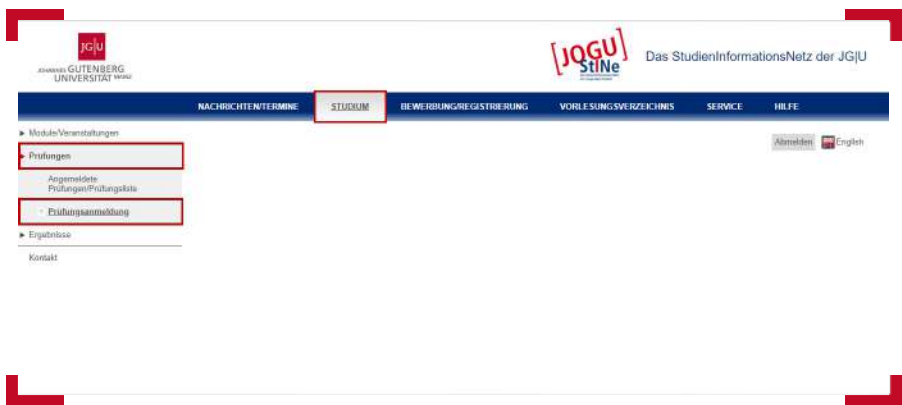 JG|U
JOHANNES GUTENBERG
UNIVERSITÄT MAINZ
[JOGU]
StINe
Das StudienInformationsNetz der JG|U
NACHRICHTEN/TERMINE STUDIUM BEWERBUNG/REGISTRIERUNG VORLESUNGSVERZEICHNIS SERVICE HILFE
Abmelden English
Module/Veranstaltungen
Prüfungen
Angemeldete
Prüfungen/Prüfungsliste
Prüfungsanmeldung
Ergebnisse
Kontakt